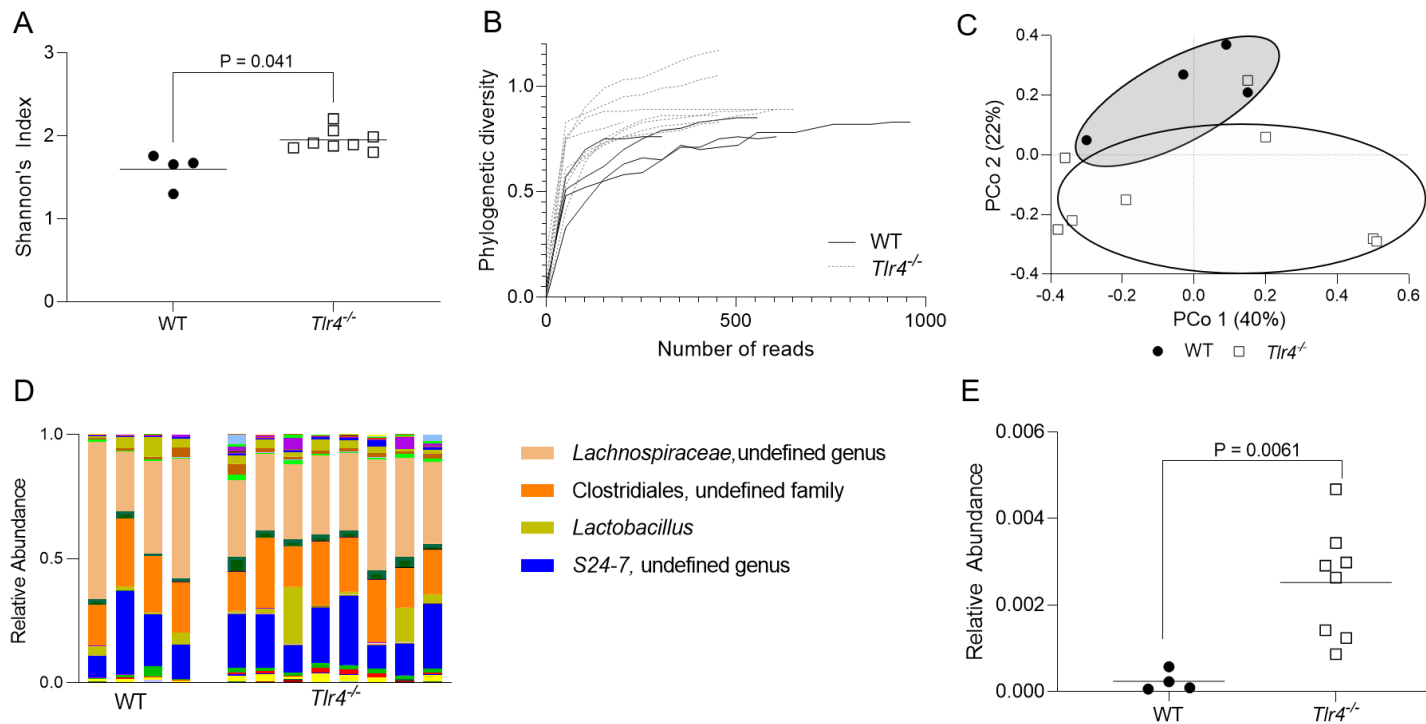 A
Shannon's Index
3
2
1
0
P = 0.041
WT
Tlr4-/-
B
Phylogenetic diversity
1.0
0.5
0.0
0
500
1000
Number of reads
WT
Tlr4-/-
C
PCo 2 (22%)
0.4
0.2
0.0
-0.2
-0.4
-0.4
-0.2
0.0
0.2
0.4
0.6
PCo 1 (40%)
WT
Tlr4-/-
D
Relative Abundance
1.0
0.5
0.0
WT
Tlr4-/-
Lachnospiraceae,undefined genus
Clostridiales, undefined family
Lactobacillus
S24-7, undefined genus
E
Relative Abundance
0.006
0.004
0.002
0.000
P = 0.0061
WT
Tlr4-/-